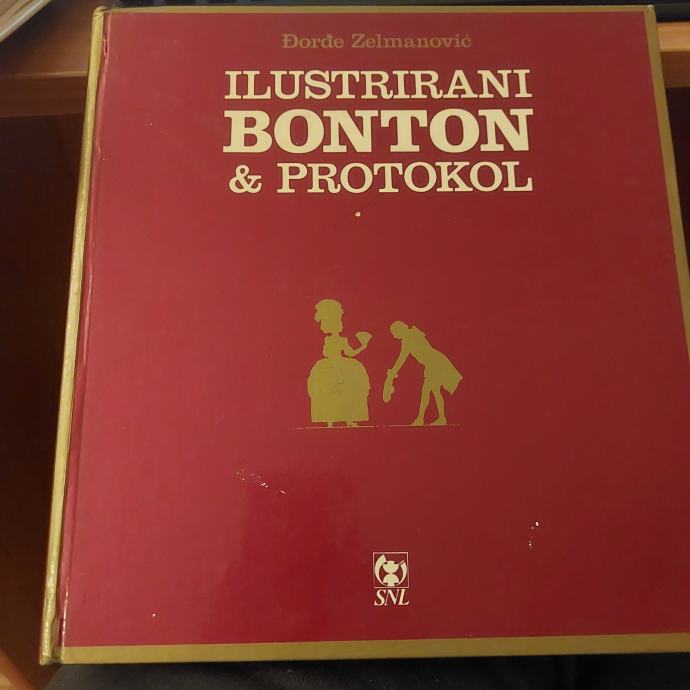 Đorđe Zelmanović
ILUSTRIRANI
BONTON
& PROTOKOL
SNL